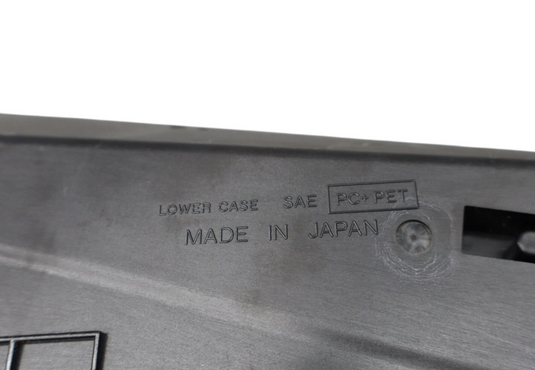 LOWER CASE SAE PC+PET
MADE IN JAPAN